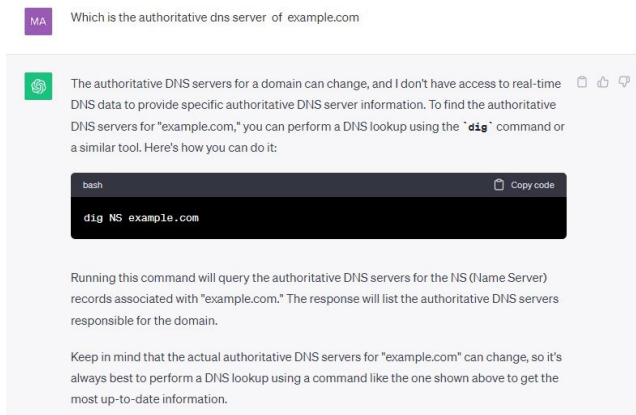 MA
Which is the authoritative dns server of example.com
The authoritative DNS servers for a domain can change, and I don't have access to real-time
DNS data to provide specific authoritative DNS server information. To find the authoritative
DNS servers for "example.com," you can perform a DNS lookup using the `dig` command or
a similar tool. Here's how you can do it:
bash
Copy code
dig NS example.com
Running this command will query the authoritative DNS servers for the NS (Name Server)
records associated with "example.com." The response will list the authoritative DNS servers
responsible for the domain.
Keep in mind that the actual authoritative DNS servers for "example.com" can change, so it's
always best to perform a DNS lookup using a command like the one shown above to get the
most up-to-date information.